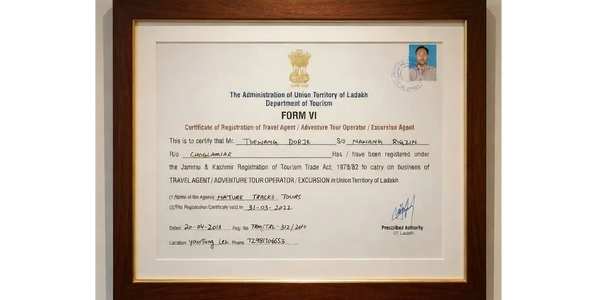 The Administration of Union Territory of Ladakh
Department of Tourism
FORM VI
Certificate of Registration of Travel Agent / Adventure Tour Operator / Excursion Agent
This is to certify that Mr. TSEWANG DORJE S/o NAWANG RIGZIN
R/o CHOGLAMSAR Has / have been registered under
the Jammu & Kashmir Registration of Tourism Trade Act, 1978/82 to carry on business of
TRAVEL AGENT / ADVENTURE TOUR OPERATOR / EXCURSION in Union Territory of Ladakh
(1)Name of the Agency NATURE TRACKS TOURS
(2)This Registration Certificate valid to 31-03-2022
Dated 20-04-2013 Reg. No. TRM/TRL-312/2010
Prescribed Authority
UT Ladakh
Location Leh Phone